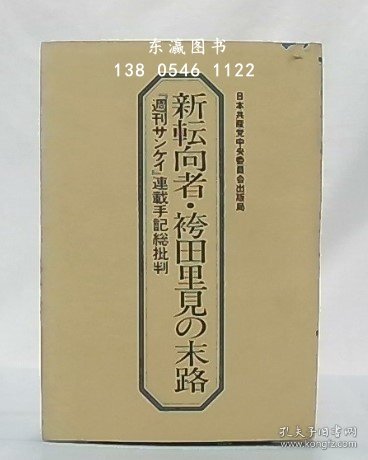 东瀛图书
138 0546 1122
日本共産党中央委員会出版局
新転向者・袴田里見の末路
『週刊サンケイ』連載手記総批判
孔夫子旧书网